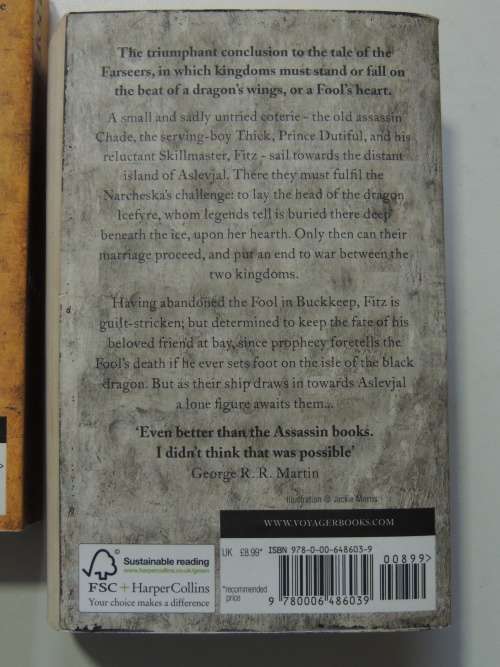 The triumphant conclusion to the tale of the
Farseers, in which kingdoms must stand or fall on
the beat of a dragon's wings, or a Fool's heart.
A small and sadly untried coterie - the old assassin
Chade, the serving-boy Thick, Prince Dutiful, and his
reluctant Skillmaster, Fitz - sail towards the distant
island of Aslevjal. There they must fulfil the
Narcheska's challenge: to lay the head of the dragon
Icefyre, whom legends tell is buried there deep
beneath the ice, upon her hearth. Only then can their
marriage proceed, and put an end to war between the
two kingdoms.
Having abandoned the Fool in Buckkeep, Fitz is
guilt-stricken; but determined to keep the fate of his
beloved friend at bay, since prophecy foretells the
Fool's death if he ever sets foot on the isle of the black
dragon. But as their ship draws in towards Aslevjal
a lone figure awaits them...
'Even better than the Assassin books.
I didn't think that was possible'
George R. R. Martin
Illustration © Jackie Morris
WWW.VOYAGERBOOKS.COM
UK £8.99* ISBN 978-0-00-648603-9
00899>
*recommended
price
9 780006 486039
Sustainable reading
www.harpercollins.co.uk/green
FSC + HarperCollins
Your choice makes a difference